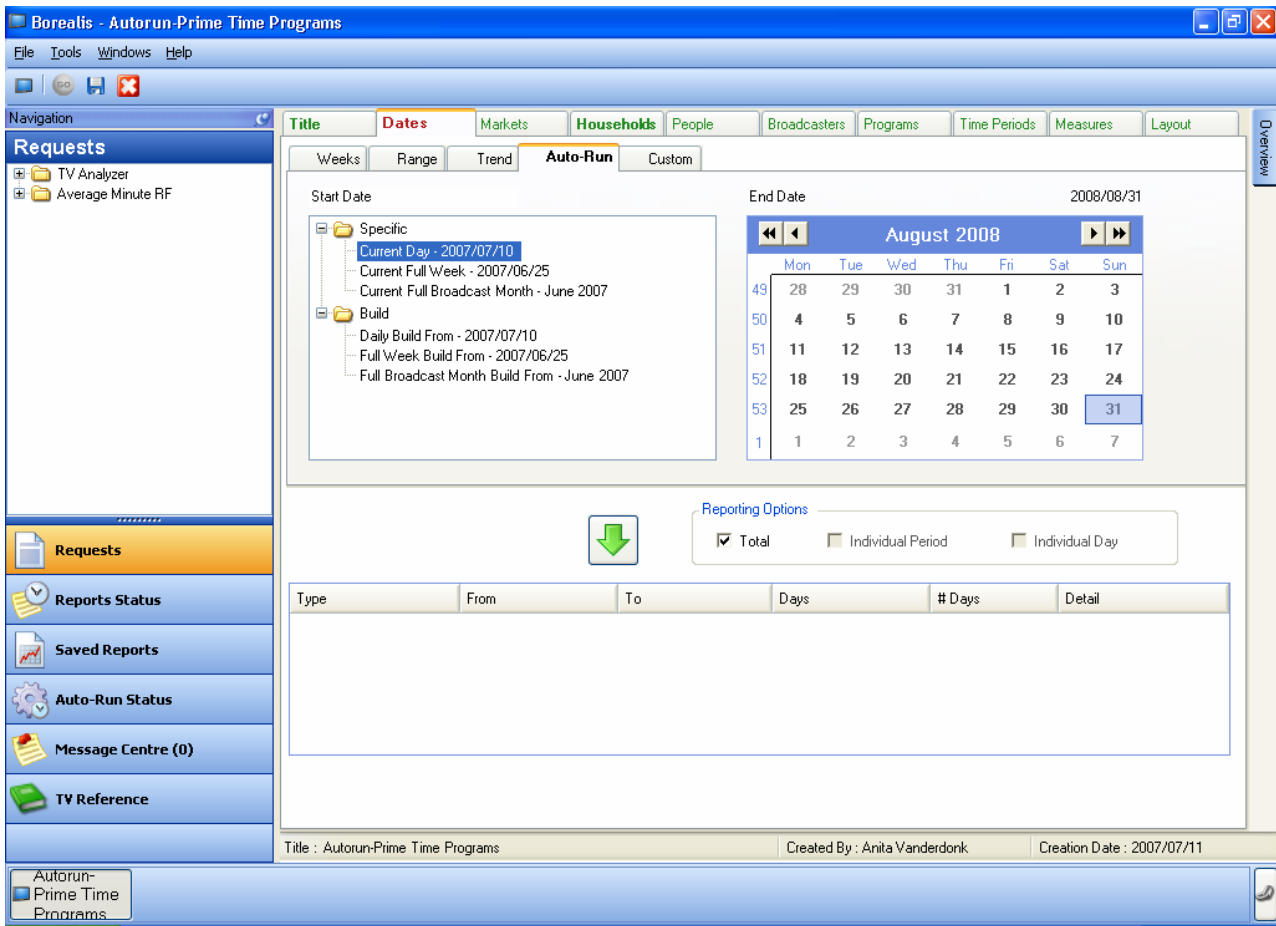 Borealis - Autorun-Prime Time Programs
File Tools Windows Help
GO
Navigation
Requests
TV Analyzer
Average Minute RF
Title Dates Markets Households People Broadcasters Programs Time Periods Measures Layout
Overview
Weeks Range Trend Auto-Run Custom
Start Date
End Date 2008/08/31
Specific
Current Day - 2007/07/10
Current Full Week - 2007/06/25
Current Full Broadcast Month - June 2007
Build
Daily Build From - 2007/07/10
Full Week Build From - 2007/06/25
Full Broadcast Month Build From - June 2007
August 2008
Mon Tue Wed Thu Fri Sat Sun
49 28 29 30 31 1 2 3
50 4 5 6 7 8 9 10
51 11 12 13 14 15 16 17
52 18 19 20 21 22 23 24
53 25 26 27 28 29 30 31
1 1 2 3 4 5 6 7
Reporting Options
Total Individual Period Individual Day
Type From To Days # Days Detail
Requests
Reports Status
Saved Reports
Auto-Run Status
Message Centre (0)
TV Reference
Title : Autorun-Prime Time Programs Created By : Anita Vanderdonk Creation Date : 2007/07/11
Autorun-
Prime Time
Programs